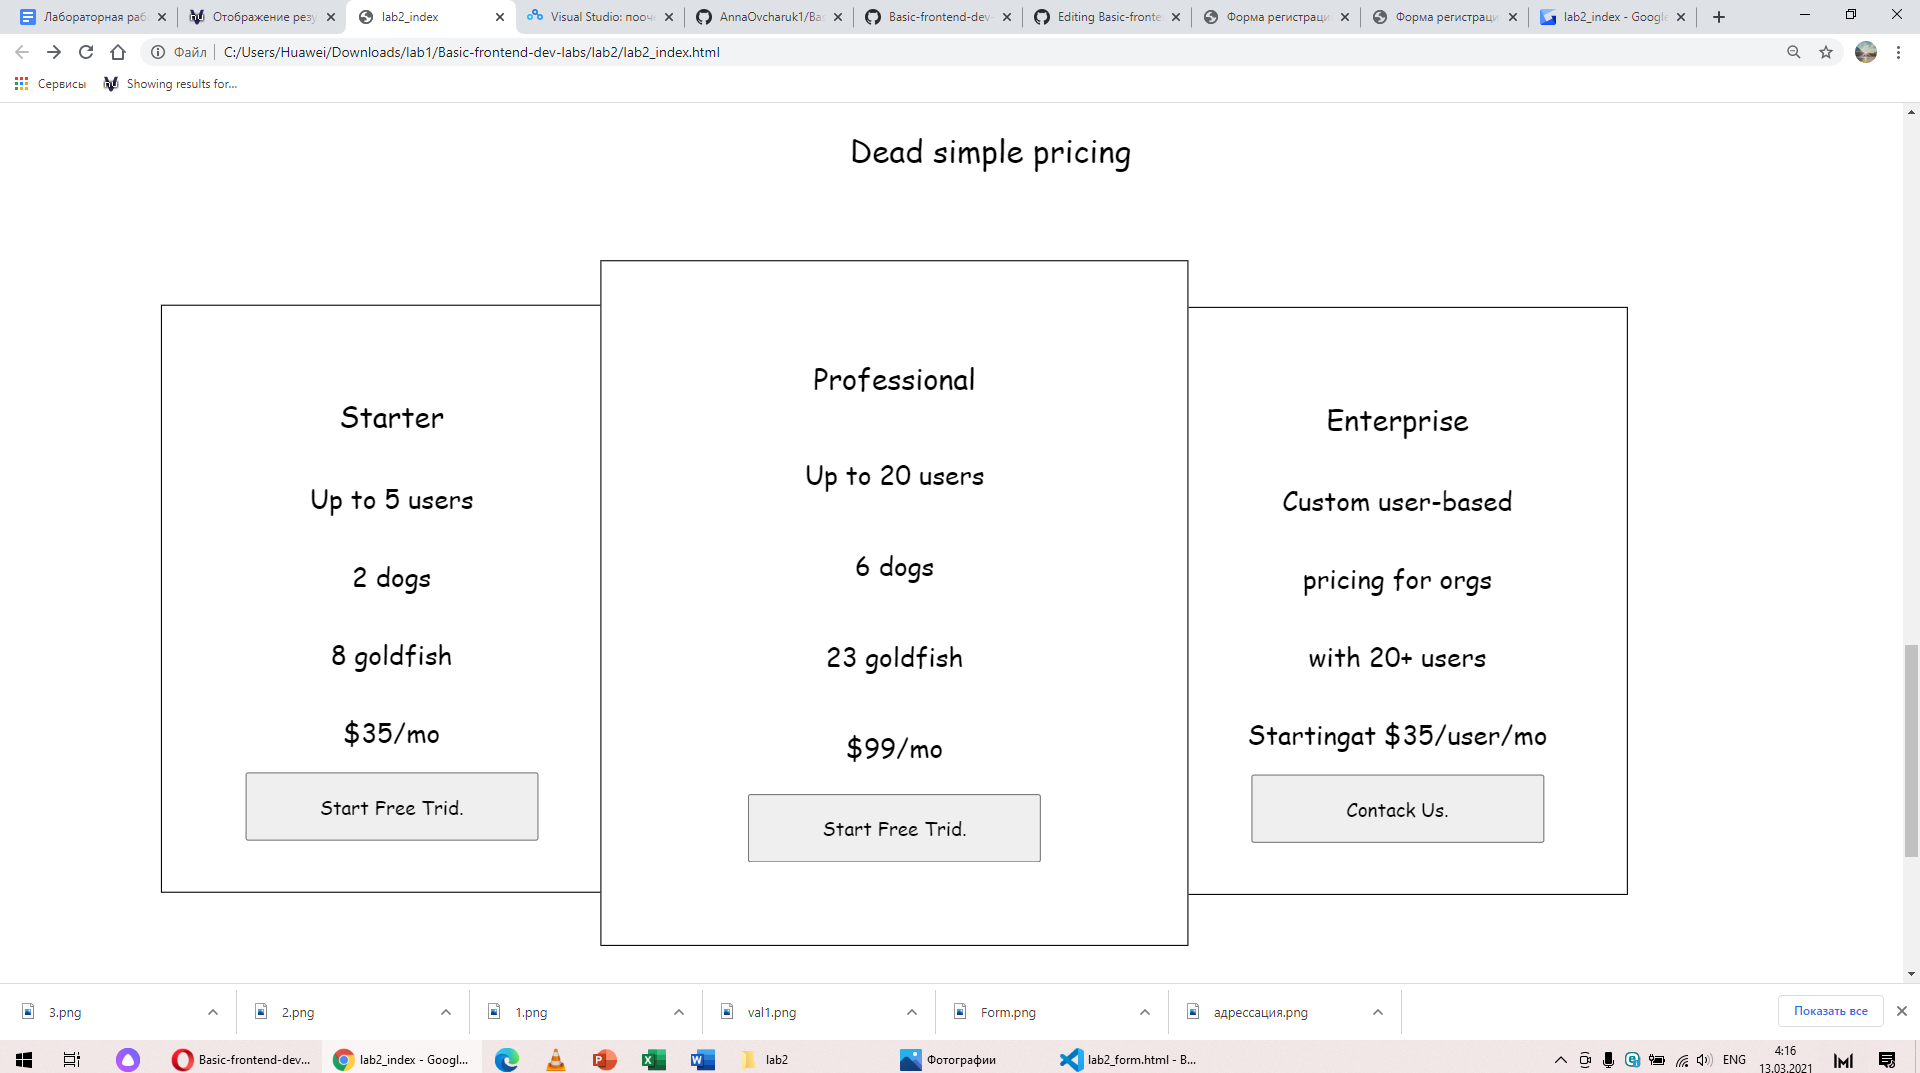 Лабораторная раб
Отображение резу
lab2_index
Visual Studio: пооч
AnnaOvcharuk1/Ba
Basic-frontend-dev-
Editing Basic-fronte
Форма регистраци
Форма регистраци
lab2_index - Google
Файл
C:/Users/Huawei/Downloads/lab1/Basic-frontend-dev-labs/lab2/lab2_index.html
Сервисы
Showing results for...
Dead simple pricing
Starter
Up to 5 users
2 dogs
8 goldfish
$35/mo
Start Free Trid.
Professional
Up to 20 users
6 dogs
23 goldfish
$99/mo
Start Free Trid.
Enterprise
Custom user-based
pricing for orgs
with 20+ users
Startingat $35/user/mo
Contack Us.
3.png
2.png
1.png
val1.png
Form.png
адрессация.png
Показать все
Basic-frontend-dev...
lab2_index - Googl...
lab2
Фотографии
lab2_form.html - B...
ENG
4:16
13.03.2021